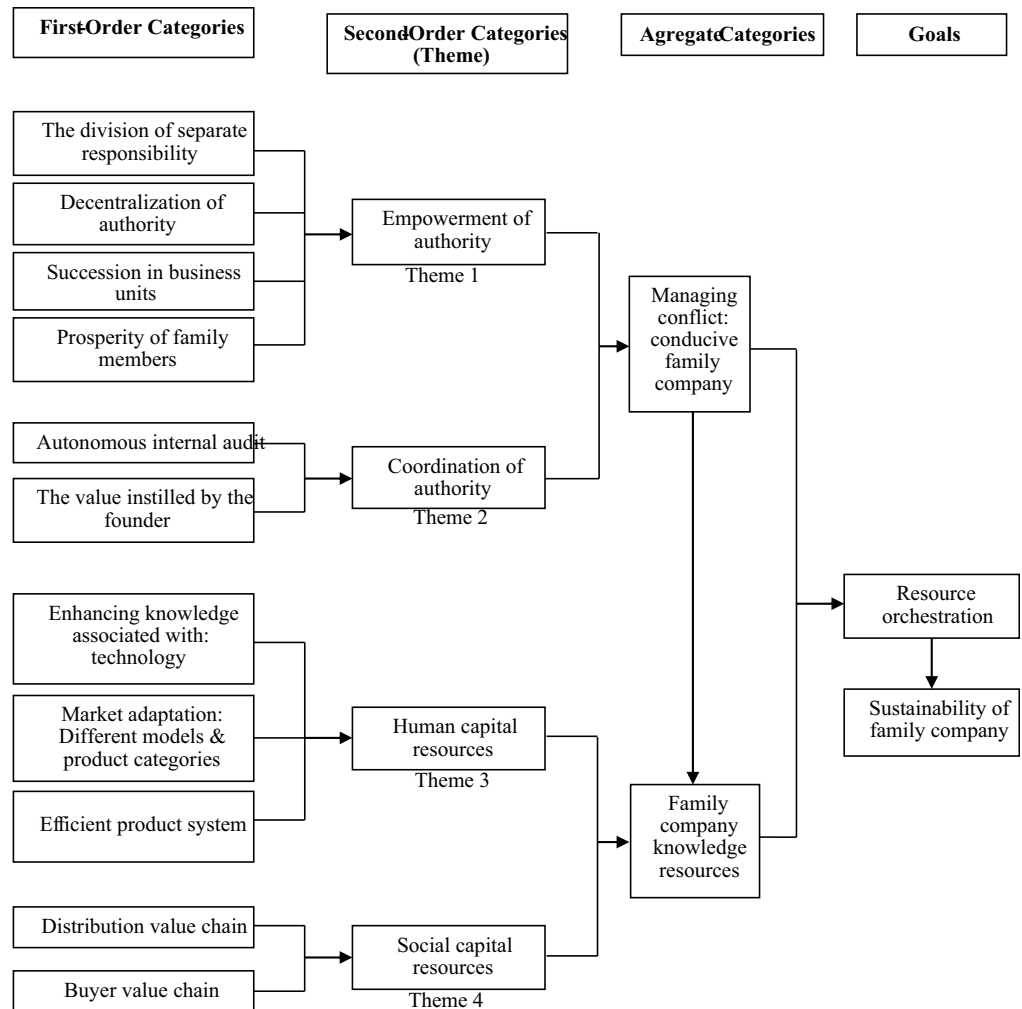 First-Order Categories
Second-Order Categories
(Theme)
Agregate Categories
Goals
The division of separate
responsibility
Decentralization of
authority
Succession in business
units
Prosperity of family
members
Empowerment of
authority
Theme 1
Managing
conflict:
conducive
family
company
Autonomous internal audit
The value instilled by the
founder
Coordination of
authority
Theme 2
Enhancing knowledge
associated with:
technology
Market adaptation:
Different models &
product categories
Efficient product system
Human capital
resources
Theme 3
Family
company
knowledge
resources
Resource
orchestration
Sustainability of
family company
Distribution value chain
Buyer value chain
Social capital
resources
Theme 4